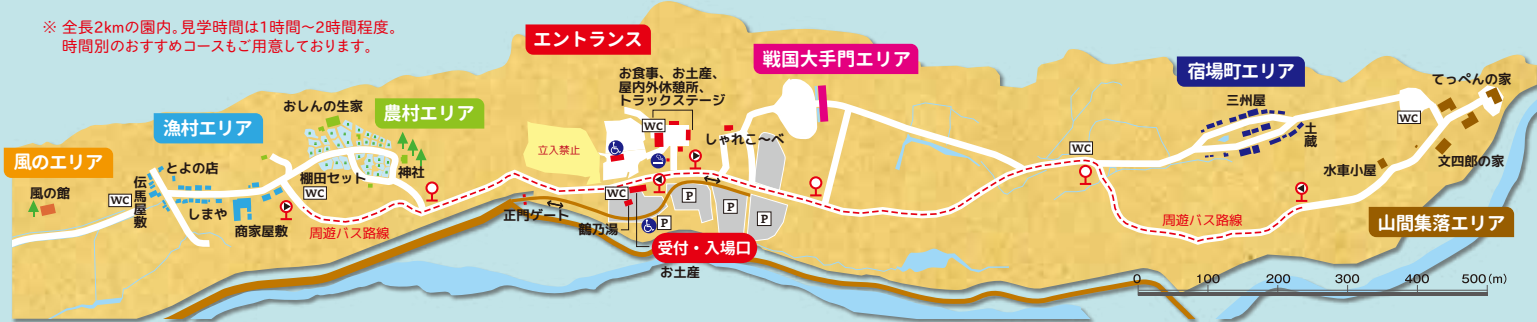 ※ 全長2kmの園内。見学時間は1時間〜2時間程度。
時間別のおすすめコースもご用意しております。
エントランス
戦国大手門エリア
宿場町エリア
てっぺんの家
お食事、お土産、
屋内外休憩所、
トラックステージ
おしんの生家
農村エリア
漁村エリア
三州屋
WC
WC
しゃれこ〜べ
土蔵
風のエリア
とよの店
立入禁止
WC
文四郎の家
神社
水車小屋
伝馬屋敷
棚田セット
風の館
WC
WC
WC
しまや
商家屋敷
正門ゲート
鶴乃湯
P
P
P
P
周遊バス路線
周遊バス路線
山間集落エリア
受付・入場口
お土産
0 100 200 300 400 500(m)